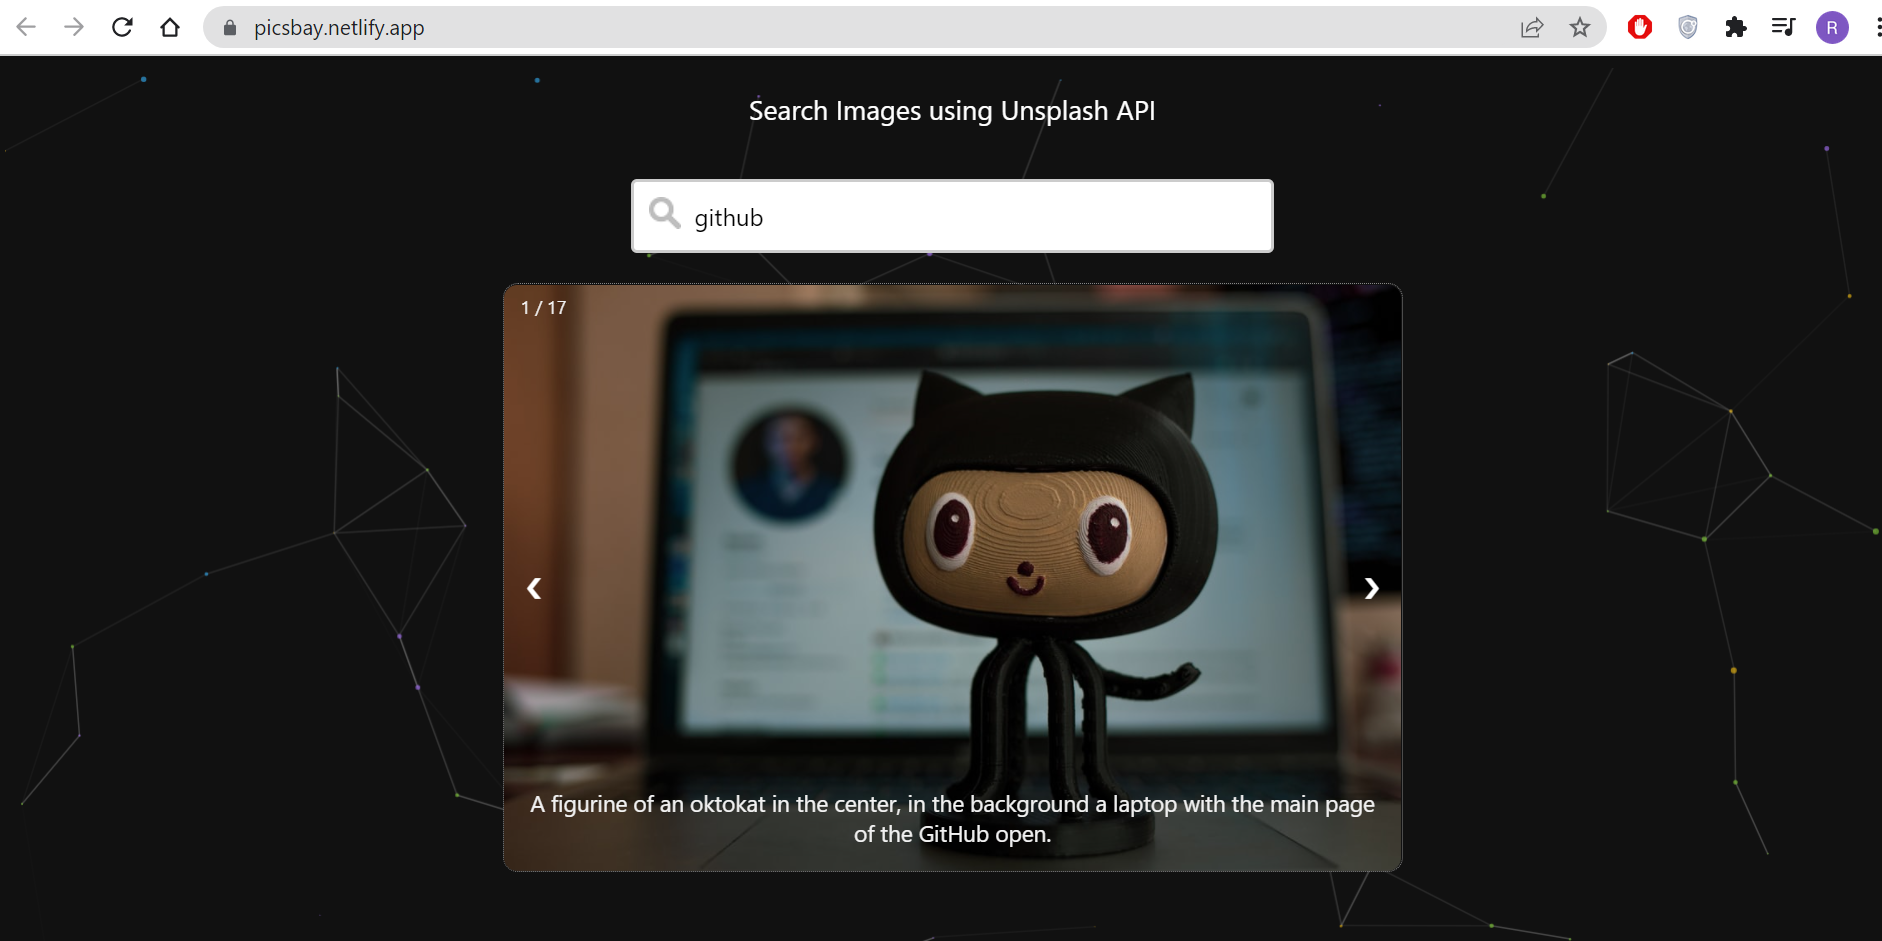 picsbay.netlify.app
R
Search Images using Unsplash API
github
1 / 17
A figurine of an oktokat in the center, in the background a laptop with the main page
of the GitHub open.